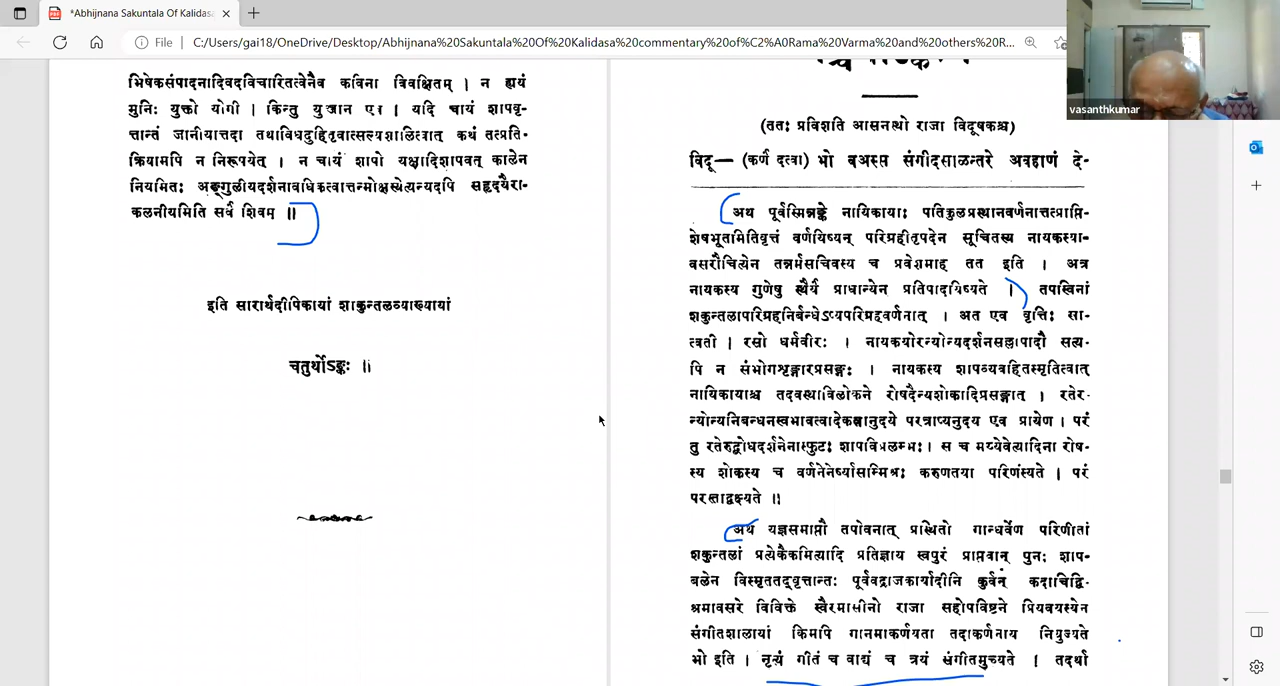 *Abhijnana Sakuntala Of Kalidasa
File
C:/Users/gai18/OneDrive/Desktop/Abhijnana%20Sakuntala%20Of%20Kalidasa%20commentary%20of%C2%A0Rama%20Varma%20and%20others%20R...
vasanthkumar
भिषेकसंपादनादिवदविचारितत्वेनैव कविना विवक्षितम् । न ह्ययं
मुनिः युक्तो योगी । किन्तु युञ्जान एव । यदि चायं शापवृ-
त्तान्तं जानीयात्तदा तथाविधदुहितृवात्सल्यशालित्वात् कथं तत्प्रति-
क्रियामपि न निरूपयेत् । न चायं शापो यक्षादिशापवत् कालेन
नियमितः अङ्गुलीयदर्शनावधिकत्वात्तन्मोक्षस्येत्यन्यदपि सहृदयैरा-
कलनीयमिति सर्वं शिवम् ॥
इति सारार्थदीपिकायां शाकुन्तलव्याख्यायां
चतुर्थोऽङ्कः ॥
(ततः प्रविशति आसनस्थो राजा विदूषकश्च)
विदू— (कर्णं दत्वा) भो वअस्स संगीदसाळन्तरे अवहाणं दे-
अथ पूर्वस्मिन्नङ्के नायिकायाः पतिकुलप्रस्थानवर्णनात्तत्प्राप्ति-
शेषभूतमितिवृत्तं वर्णयिष्यन् परिग्रहीतृपदेन सूचितस्य नायकस्या-
वसरौचित्येन तन्नर्मसचिवस्य च प्रवेशमाह तत इति । अत्र
नायकस्य गुणेषु स्थैर्यं प्राधान्येन प्रतिपादयिष्यते । तपस्विनां
शकुन्तलापरिग्रहनिर्बन्धेऽप्यपरिग्रहवर्णनात् । अत एव वृत्तिः सा-
त्वती । रसो धर्मवीरः । नायकयोरन्योन्यदर्शनसल्लापादौ सत्य-
पि न संभोगशृङ्गारप्रसङ्गः । नायकस्य शापव्यवहितस्मृतित्वात्
नायिकायाश्च तदवस्थाविलोकने रोषदैन्यशोकादिप्रसङ्गात् । रतेर-
न्योन्यनिबन्धनस्वभावत्वादेकत्रानुदये परत्राप्यनुदय एव प्रायेण । परं
तु रतेरुद्बोधदर्शनेनास्फुटः शापविप्रलम्भः। स च मय्येवेत्यादिना रोष-
स्य शोकस्य च वर्णनेनेर्ष्यासम्मिश्रः करुणतया परिणंस्यते । परं
परस्ताद्वक्ष्यते ॥
अथ यज्ञसमाप्तौ तपोवनात् प्रस्थितो गान्धर्वेण परिणीतां
शकुन्तलां प्रत्येकैकमित्यादि प्रतिज्ञाय स्वपुरं प्राप्तवान् पुनः शाप-
बलेन विस्मृततद्वृत्तान्तः पूर्ववद्राजकार्यादीनि कुर्वन् कदाचिद्वि-
श्रमावसरे विविक्ते स्वैरमासीनो राजा सहोपविष्टेन प्रियवयस्येन
संगीतशालायां किमपि गानमाकर्णयता तदाकर्णनाय नियुज्यते
भो इति । नृत्यं गीतं च वाद्यं च त्रयं संगीतमुच्यते । तदर्था